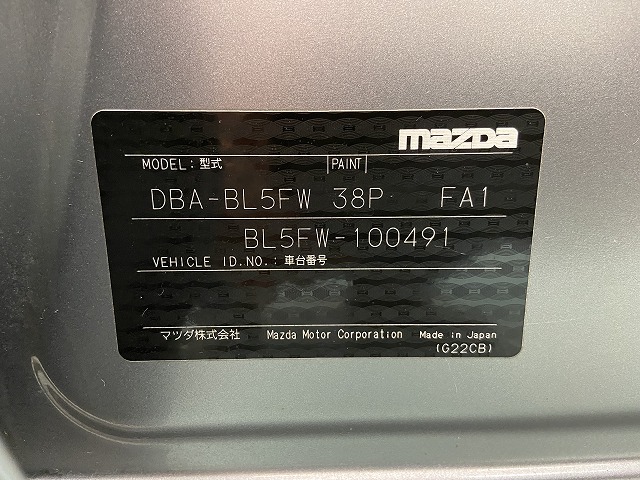 mazda
MODEL:型式 PAINT
DBA-BL5FW 38P FA1
BL5FW-100491
VEHICLE ID.NO.:車台番号
マツダ株式会社 Mazda Motor Corporation Made in Japan
(G22CB)